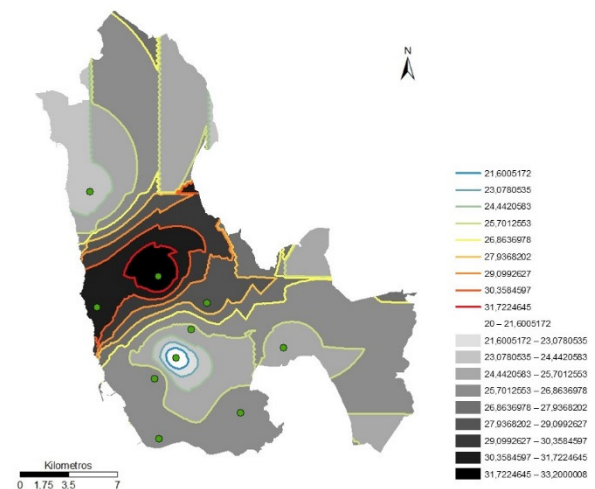 N
21,6005172
23,0780535
24,4420583
25,7012553
26,8636978
27,9368202
29,0992627
30,3584597
31,7224645
20 – 21,6005172
21,6005172 – 23,0780535
23,0780535 – 24,4420583
24,4420583 – 25,7012553
25,7012553 – 26,8636978
26,8636978 – 27,9368202
27,9368202 – 29,0992627
29,0992627 – 30,3584597
30,3584597 – 31,7224645
31,7224645 – 33,2000008
Kilometros
0 1.75 3.5 7